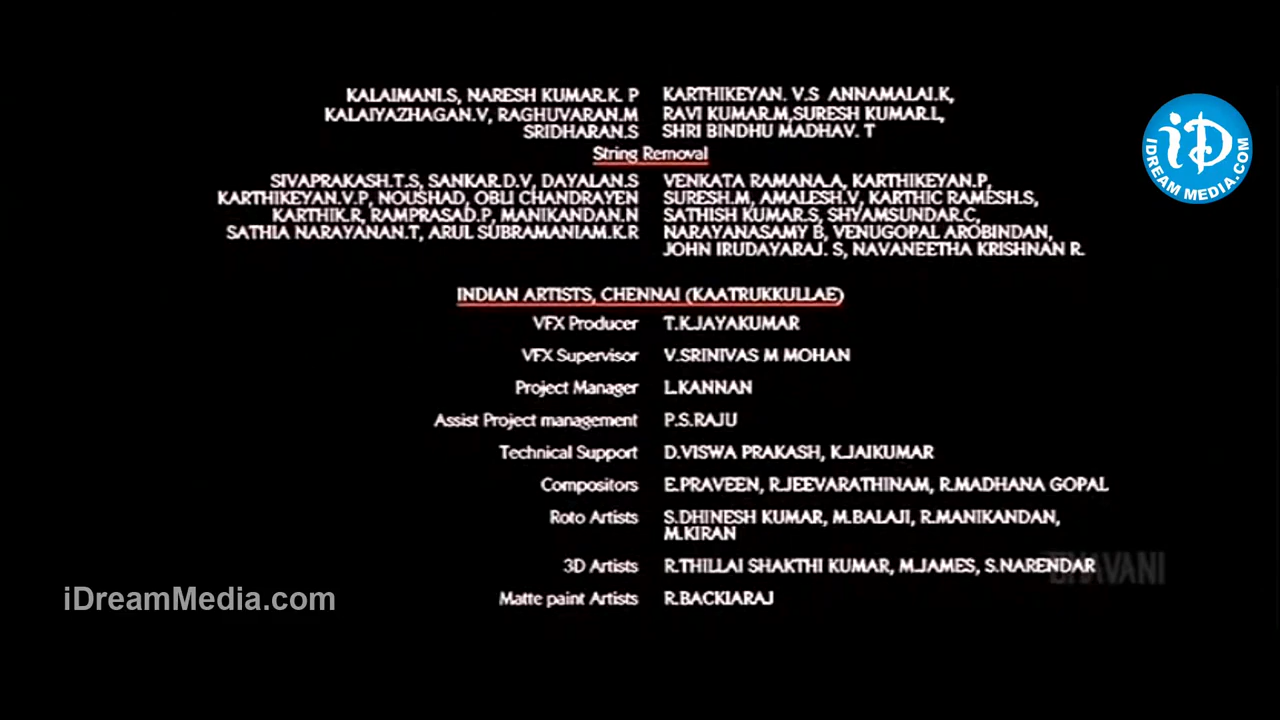 KALAIMANI.S, NARESH KUMAR.K. P KARTHIKEYAN. V.S ANNAMALAI.K,
KALAIYAZHAGAN.V, RAGHUVARAN.M RAVI KUMAR.M,SURESH KUMAR.L,
SRIDHARAN.S SHRI BINDHU MADHAV. T
String Removal
SIVAPRAKASH.T.S, SANKAR.D.V, DAYALAN.S VENKATA RAMANA.A, KARTHIKEYAN.P,
KARTHIKEYAN.V.P, NOUSHAD, OBLI CHANDRAYEN SURESH.M, AMALESH.V, KARTHIC RAMESH.S,
KARTHIK.R, RAMPRASAD.P, MANIKANDAN.N SATHISH KUMAR.S, SHYAMSUNDAR.C,
SATHIA NARAYANAN.T, ARUL SUBRAMANIAM.K.R NARAYANASAMY B, VENUGOPAL AROBINDAN,
JOHN IRUDAYARAJ. S, NAVANEETHA KRISHNAN R.
INDIAN ARTISTS, CHENNAI (KAATRUKKULLAE)
VFX Producer T.K.JAYAKUMAR
VFX Supervisor V.SRINIVAS M MOHAN
Project Manager L.KANNAN
Assist Project management P.S.RAJU
Technical Support D.VISWA PRAKASH, K.JAIKUMAR
Compositors E.PRAVEEN, R.JEEVARATHINAM, R.MADHANA GOPAL
Roto Artists S.DHINESH KUMAR, M.BALAJI, R.MANIKANDAN,
M.KIRAN
3D Artists R.THILLAI SHAKTHI KUMAR, M.JAMES, S.NARENDAR
Matte paint Artists R.BACKIARAJ
iD
IDREAM MEDIA.COM
BHAVANI
iDreamMedia.com